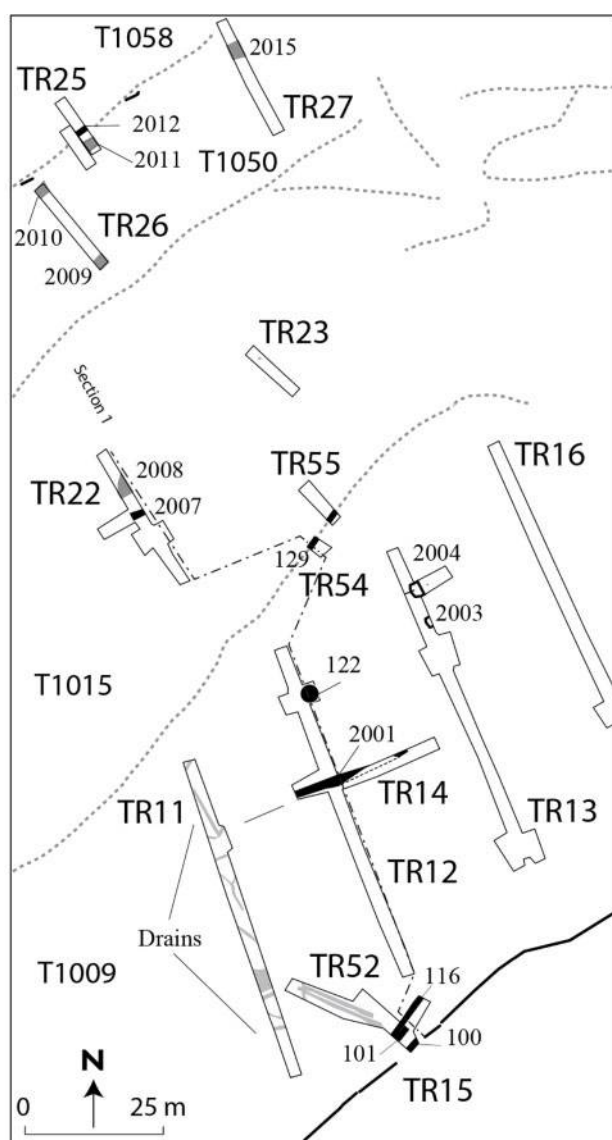 T1058
2015
TR25
TR27
2012
2011
T1050
TR26
2010
2009
TR23
Section 1
TR16
TR55
2008
TR22
2007
2004
129
TR54
2003
T1015
122
2001
TR11
TR14
TR13
TR12
Drains
T1009
TR52
116
101
100
N
TR15
0
25 m